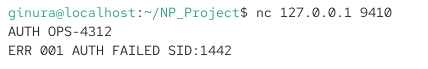 ginura@localhost:~/NP_Project$ nc 127.0.0.1 9410
AUTH OPS-4312
ERR 001 AUTH FAILED SID:1442